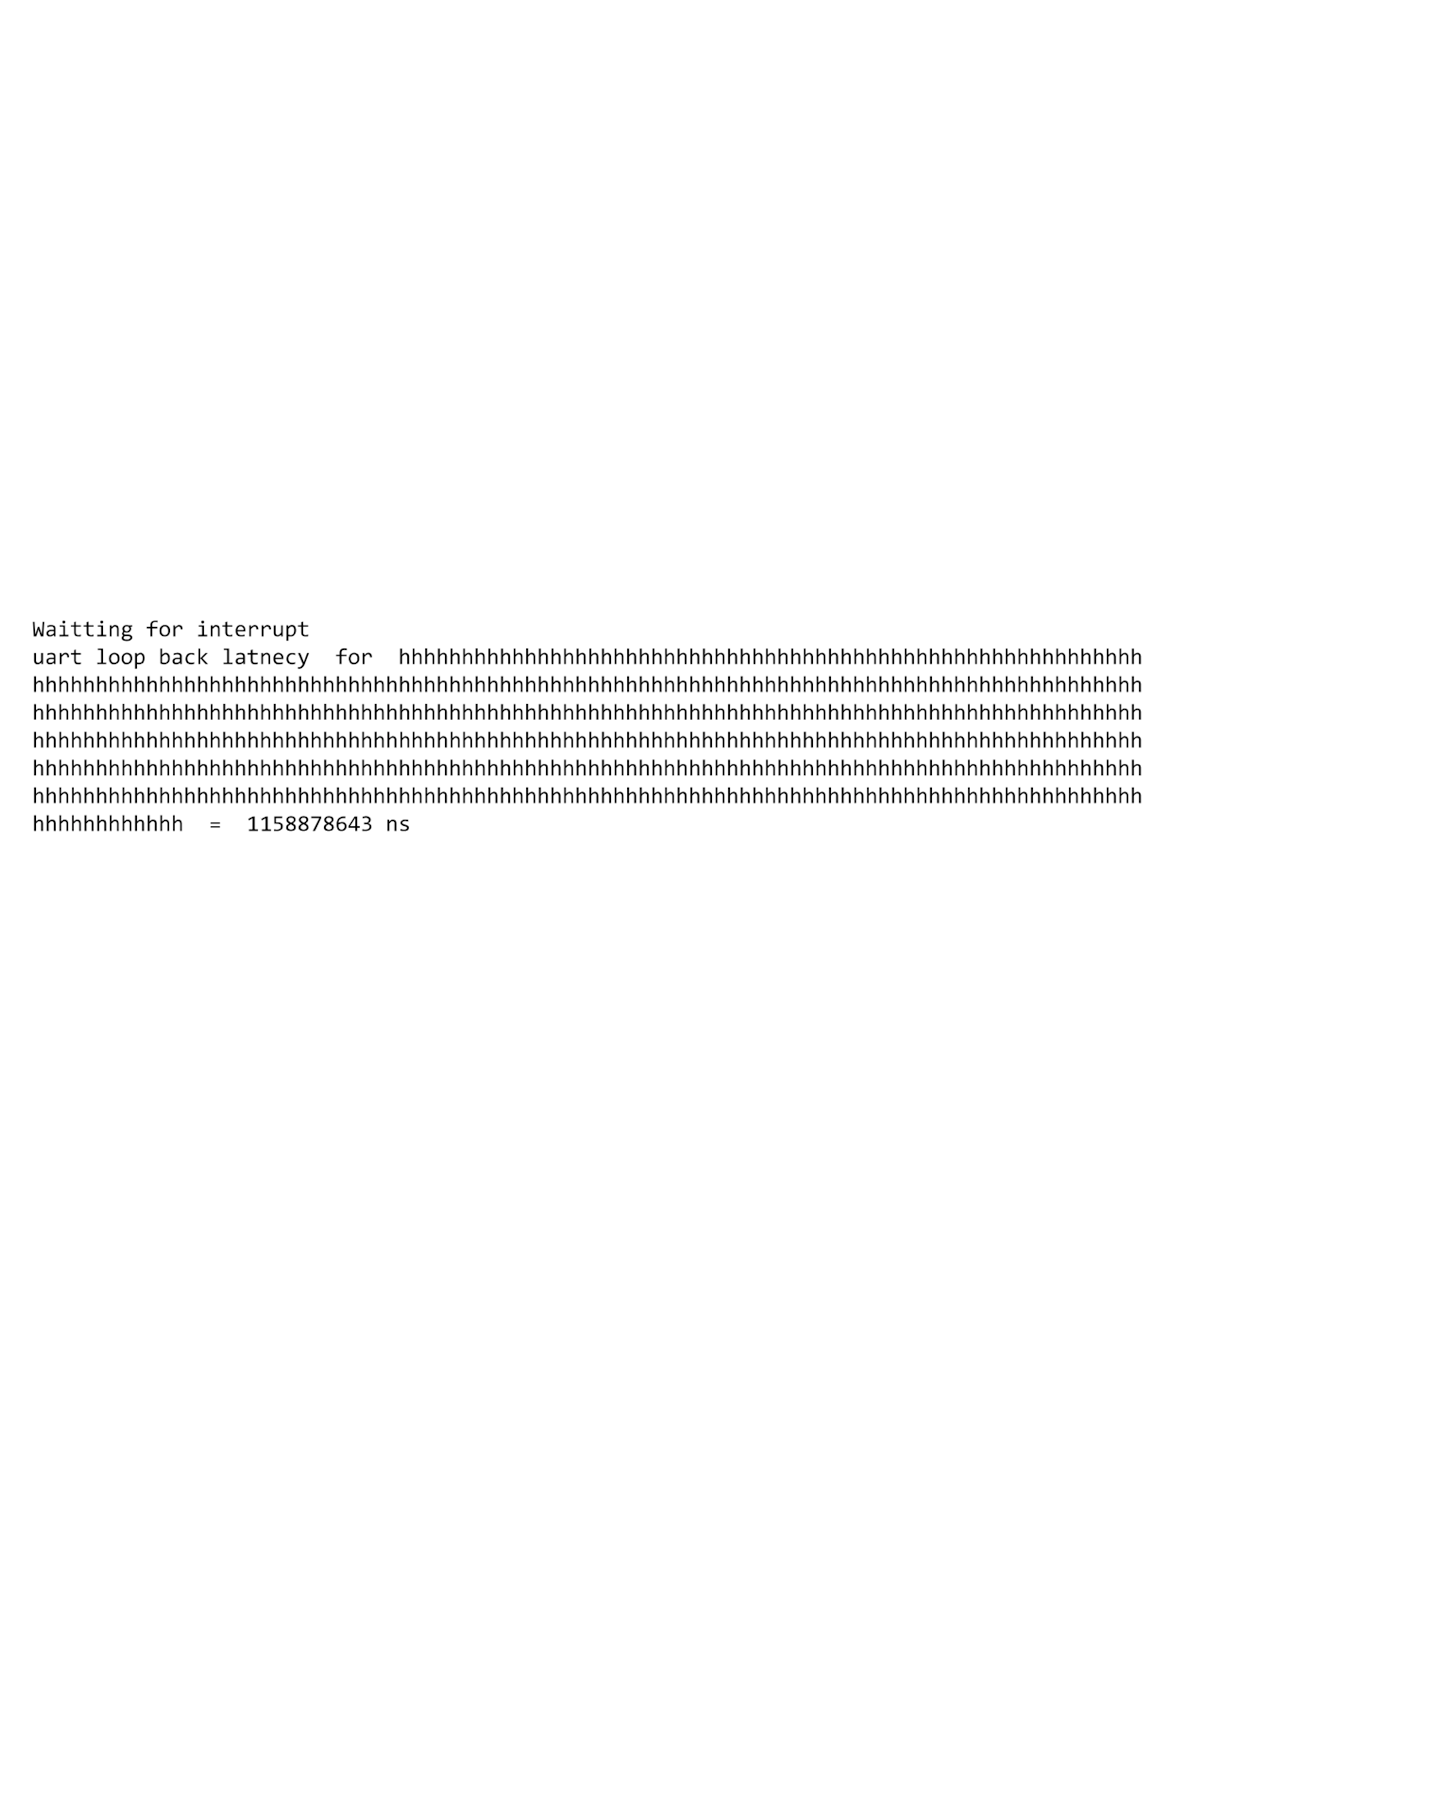 Waitting for interrupt
uart loop back latnecy  for  hhhhhhhhhhhhhhhhhhhhhhhhhhhhhhhhhhhhhhhhhhhhhhhhhhhhhhhhhhh
hhhhhhhhhhhhhhhhhhhhhhhhhhhhhhhhhhhhhhhhhhhhhhhhhhhhhhhhhhhhhhhhhhhhhhhhhhhhhhhhhhhhhhhh
hhhhhhhhhhhhhhhhhhhhhhhhhhhhhhhhhhhhhhhhhhhhhhhhhhhhhhhhhhhhhhhhhhhhhhhhhhhhhhhhhhhhhhhh
hhhhhhhhhhhhhhhhhhhhhhhhhhhhhhhhhhhhhhhhhhhhhhhhhhhhhhhhhhhhhhhhhhhhhhhhhhhhhhhhhhhhhhhh
hhhhhhhhhhhhhhhhhhhhhhhhhhhhhhhhhhhhhhhhhhhhhhhhhhhhhhhhhhhhhhhhhhhhhhhhhhhhhhhhhhhhhhhh
hhhhhhhhhhhhhhhhhhhhhhhhhhhhhhhhhhhhhhhhhhhhhhhhhhhhhhhhhhhhhhhhhhhhhhhhhhhhhhhhhhhhhhhh
hhhhhhhhhhhh  =  1158878643 ns